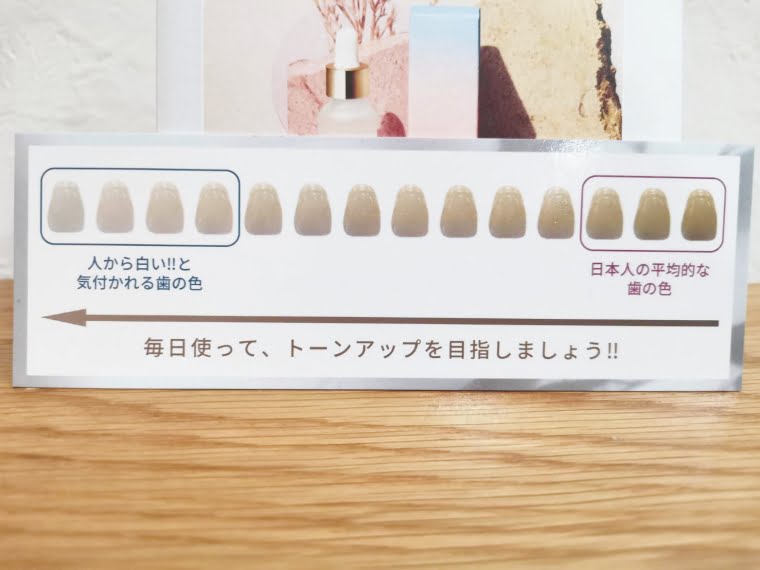 人から白い!!と
気付かれる歯の色
日本人の平均的な
歯の色
毎日使って、トーンアップを目指しましょう!!